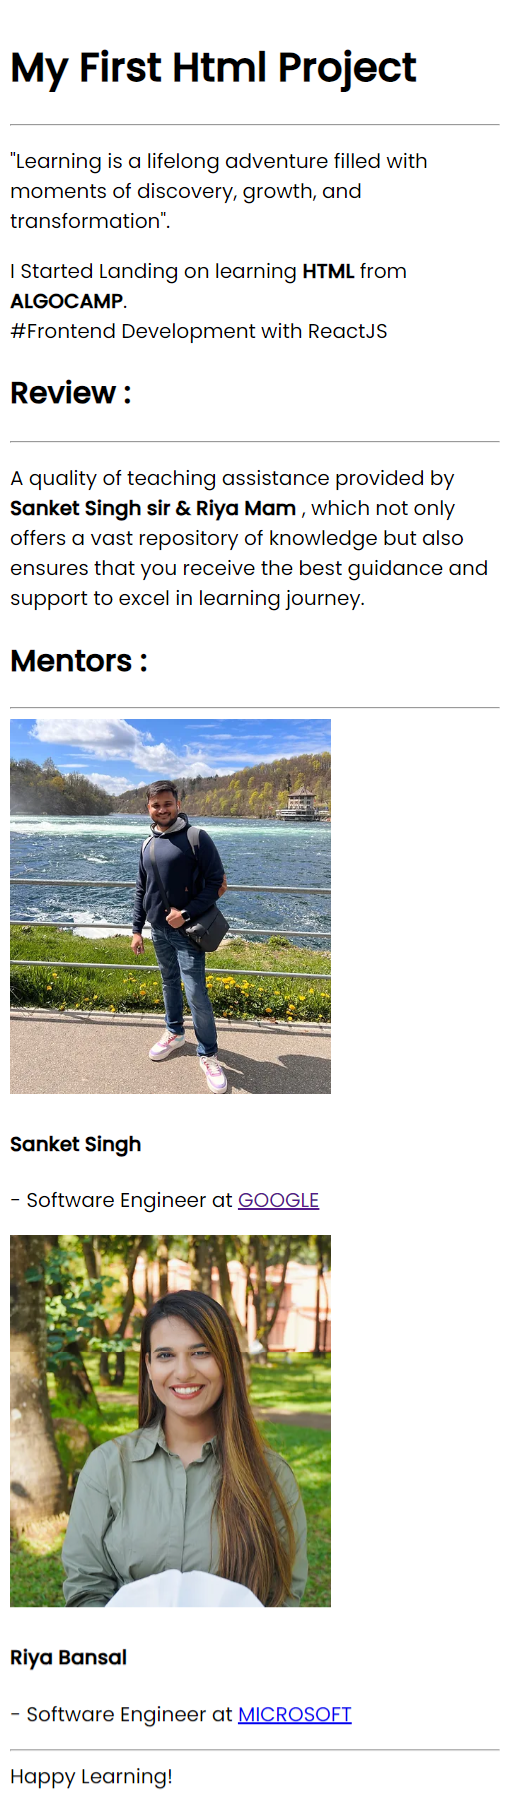 My First Html Project
"Learning is a lifelong adventure filled with
moments of discovery, growth, and
transformation".
I Started Landing on learning HTML from
ALGOCAMP.
#Frontend Development with ReactJS
Review :
A quality of teaching assistance provided by
Sanket Singh sir & Riya Mam , which not only
offers a vast repository of knowledge but also
ensures that you receive the best guidance and
support to excel in learning journey.
Mentors :
Sanket Singh
- Software Engineer at GOOGLE
Riya Bansal
- Software Engineer at MICROSOFT
Happy Learning!